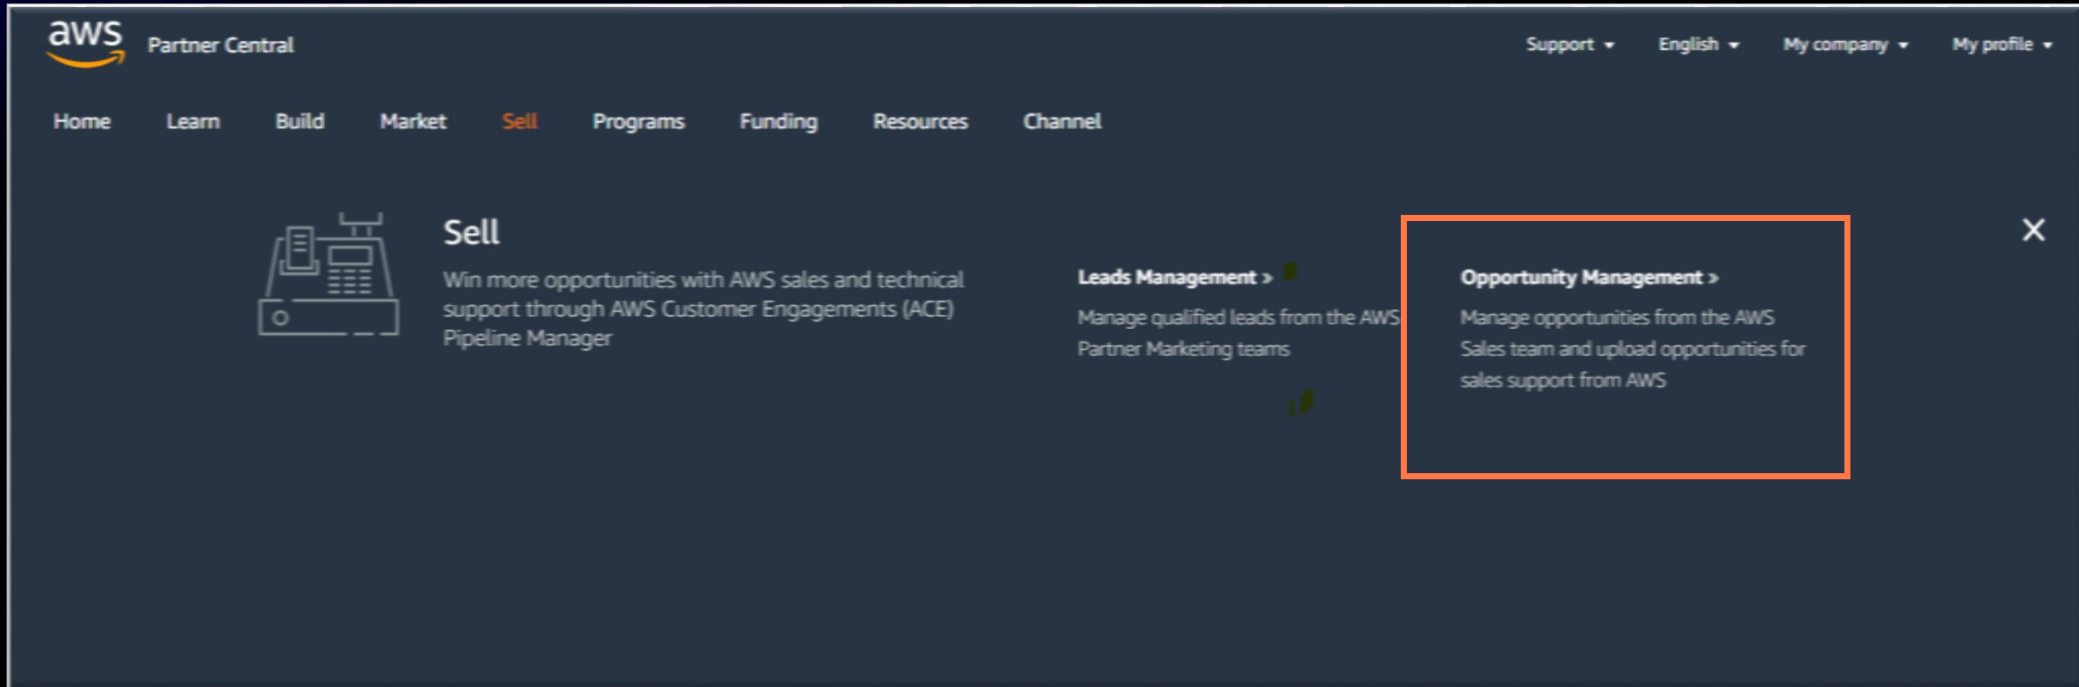 aws
Partner Central
Support
English
My company
My profile
Home
Learn
Build
Market
Sell
Programs
Funding
Resources
Channel
Sell
Win more opportunities with AWS sales and technical
support through AWS Customer Engagements (ACE)
Pipeline Manager
Leads Management »
Manage qualified leads from the AWS
Partner Marketing teams
Opportunity Management »
Manage opportunities from the AWS
Sales team and upload opportunities for
sales support from AWS